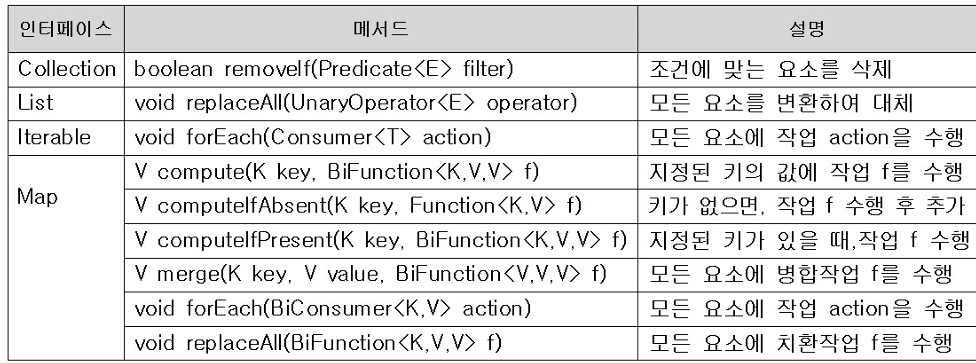 인터페이스 메서드 설명
Collection boolean removeIf(Predicate<E> filter) 조건에 맞는 요소를 삭제
List void replaceAll(UnaryOperator<E> operator) 모든 요소를 변환하여 대체
Iterable void forEach(Consumer<T> action) 모든 요소에 작업 action을 수행
Map V compute(K key, BiFunction<K,V,V> f) 지정된 키의 값에 작업 f를 수행
V computeIfAbsent(K key, Function<K,V> f) 키가 없으면, 작업 f 수행 후 추가
V computeIfPresent(K key, BiFunction<K,V,V> f) 지정된 키가 있을 때,작업 f 수행
V merge(K key, V value, BiFunction<V,V,V> f) 모든 요소에 병합작업 f를 수행
void forEach(BiConsumer<K,V> action) 모든 요소에 작업 action을 수행
void replaceAll(BiFunction<K,V,V> f) 모든 요소에 치환작업 f를 수행